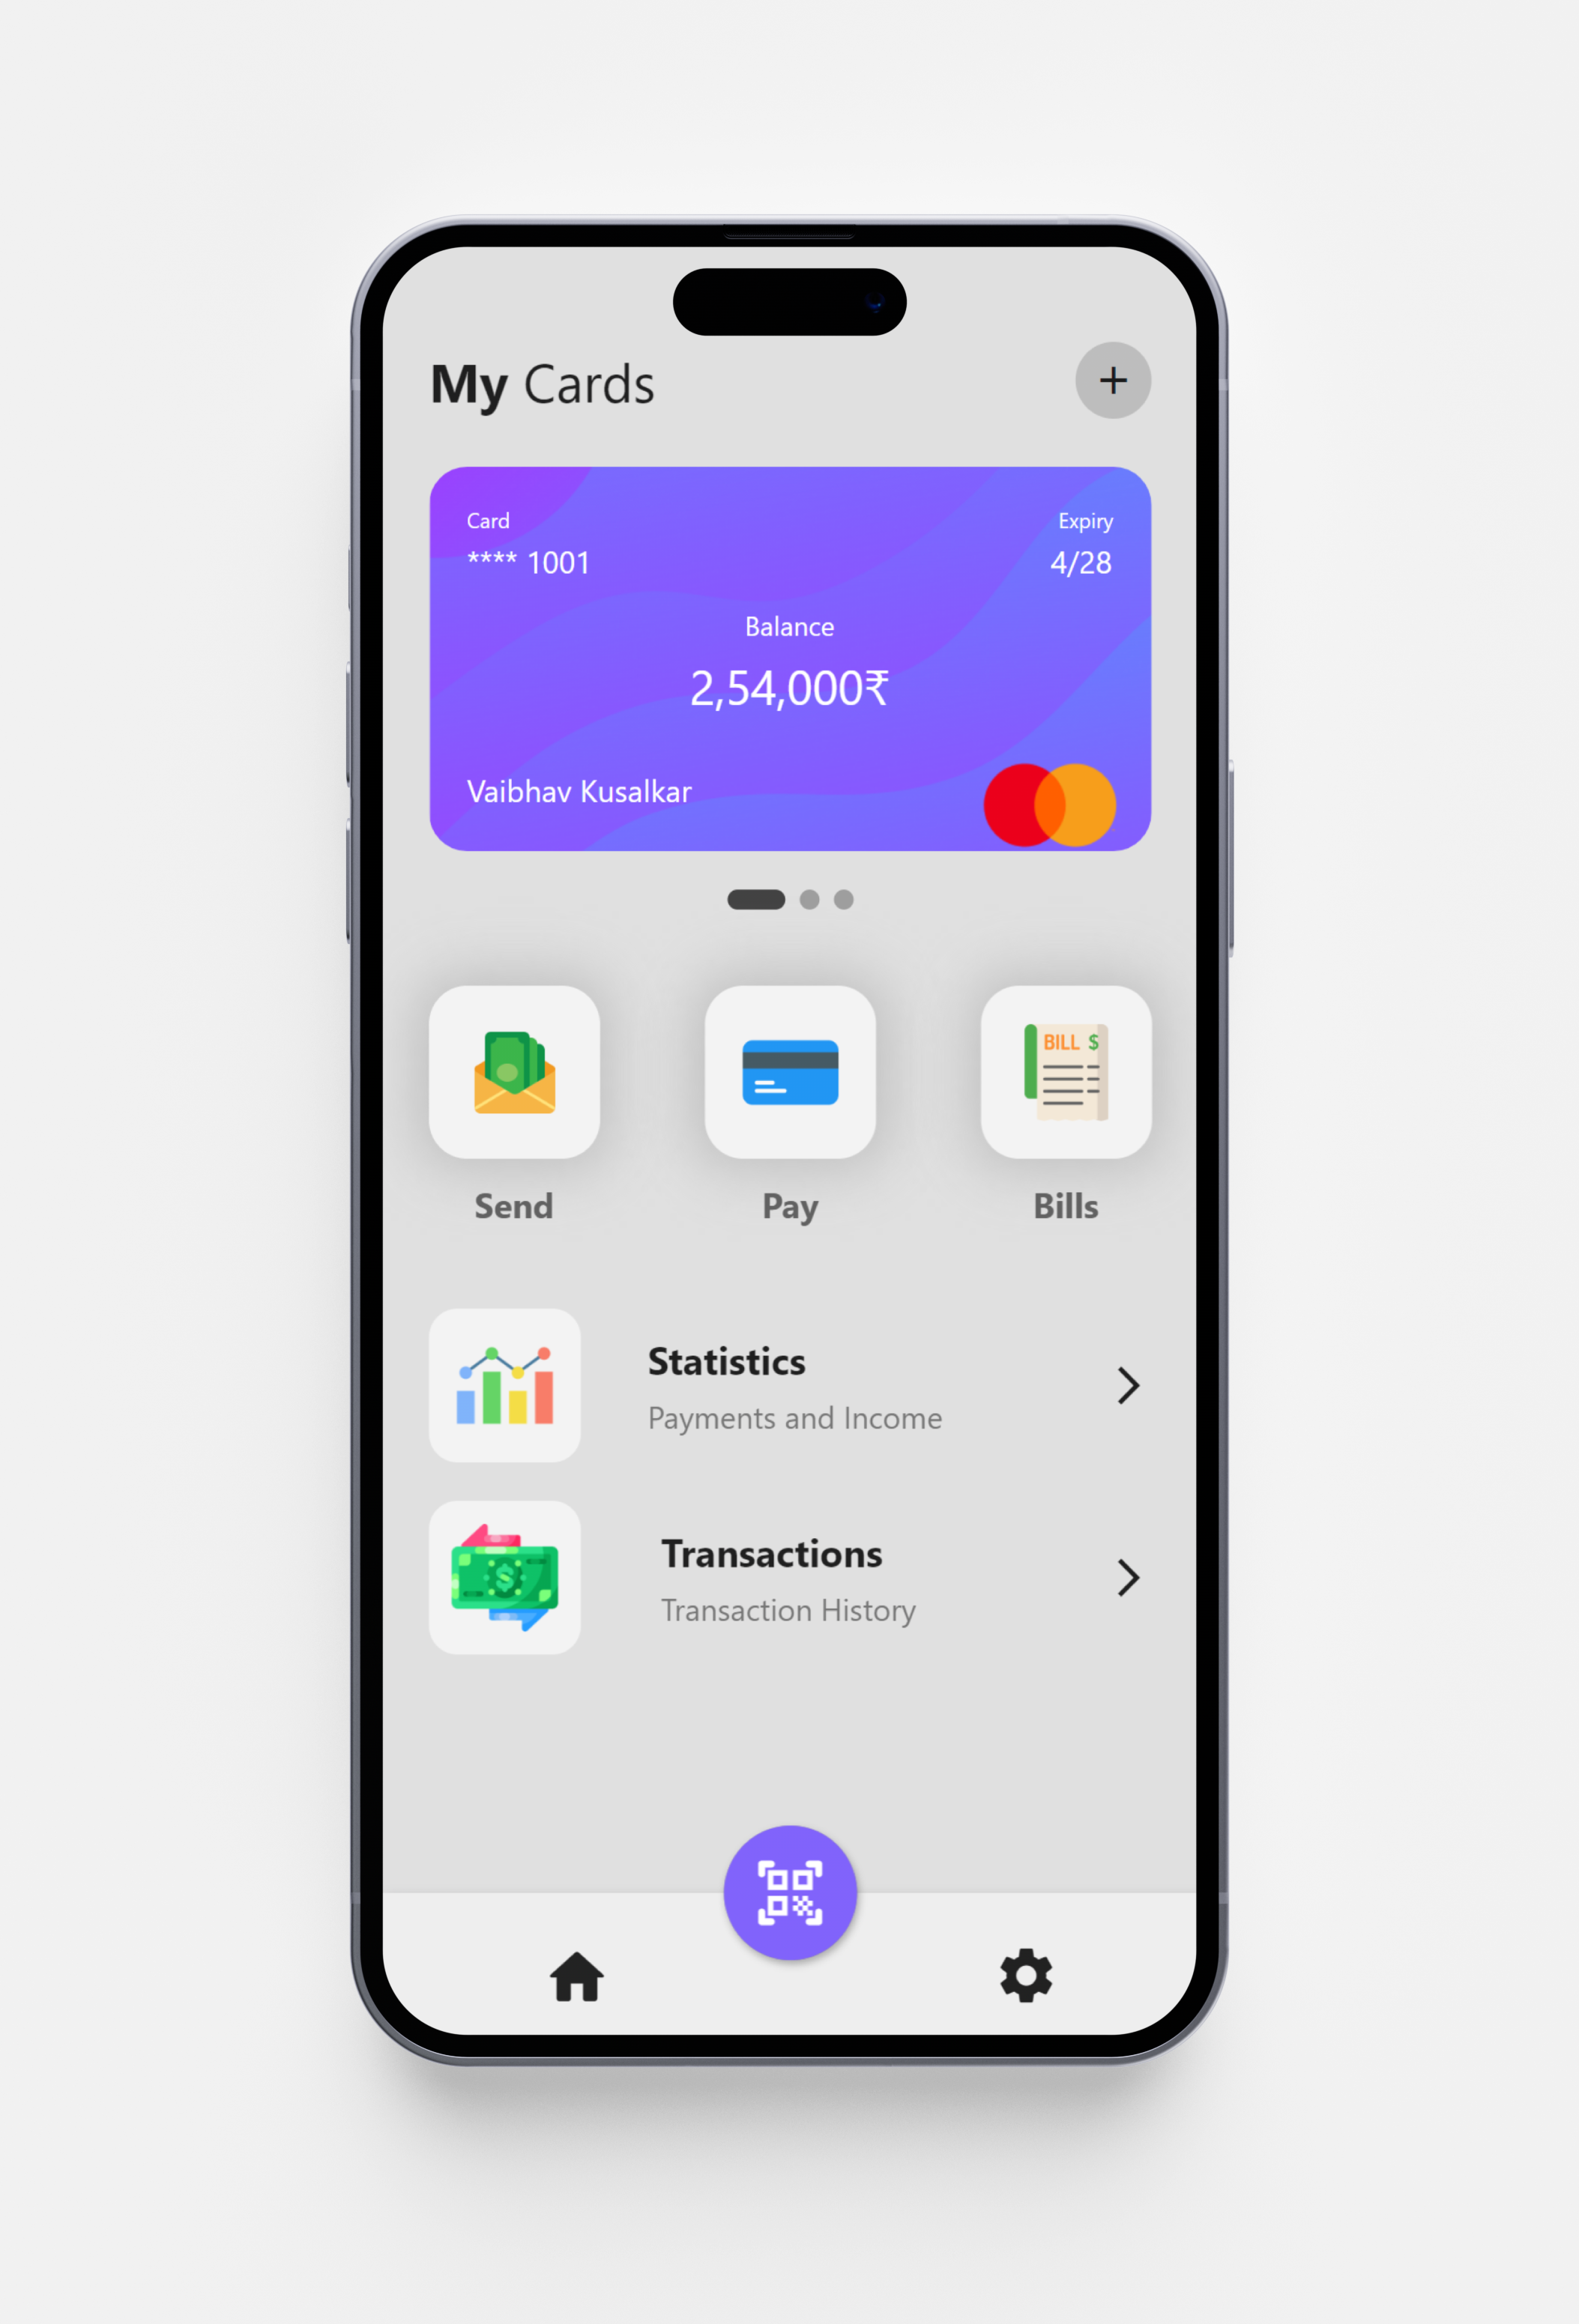 My Cards
+
Card
Expiry
**** 1001
4/28
Balance
2,54,000₹
Vaibhav Kusalkar
BILL $
Send
Pay
Bills
Statistics
Payments and Income
$
Transactions
Transaction History